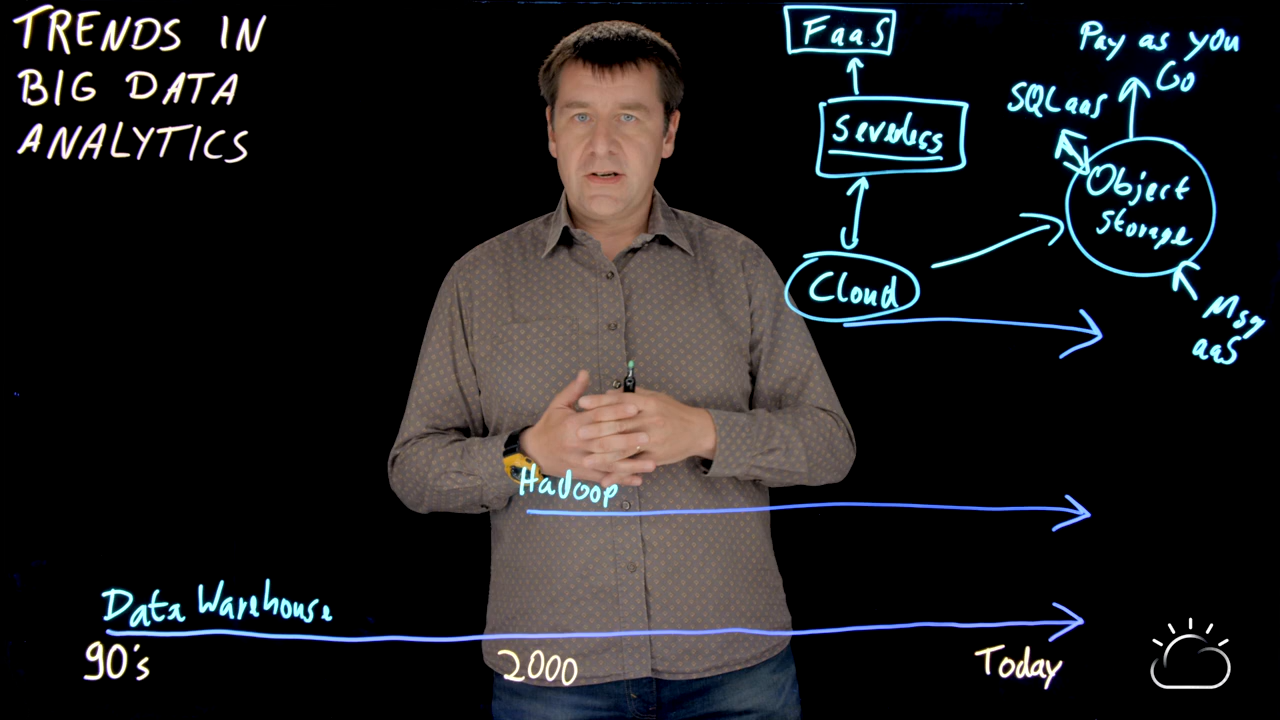 TRENDS IN
BIG DATA
ANALYTICS
FaaS
Severless
Cloud
Pay as you
Go
SQLaaS
Object
storage
Msg
aaS
Hadoop
Data Warehouse
90's
2000
Today